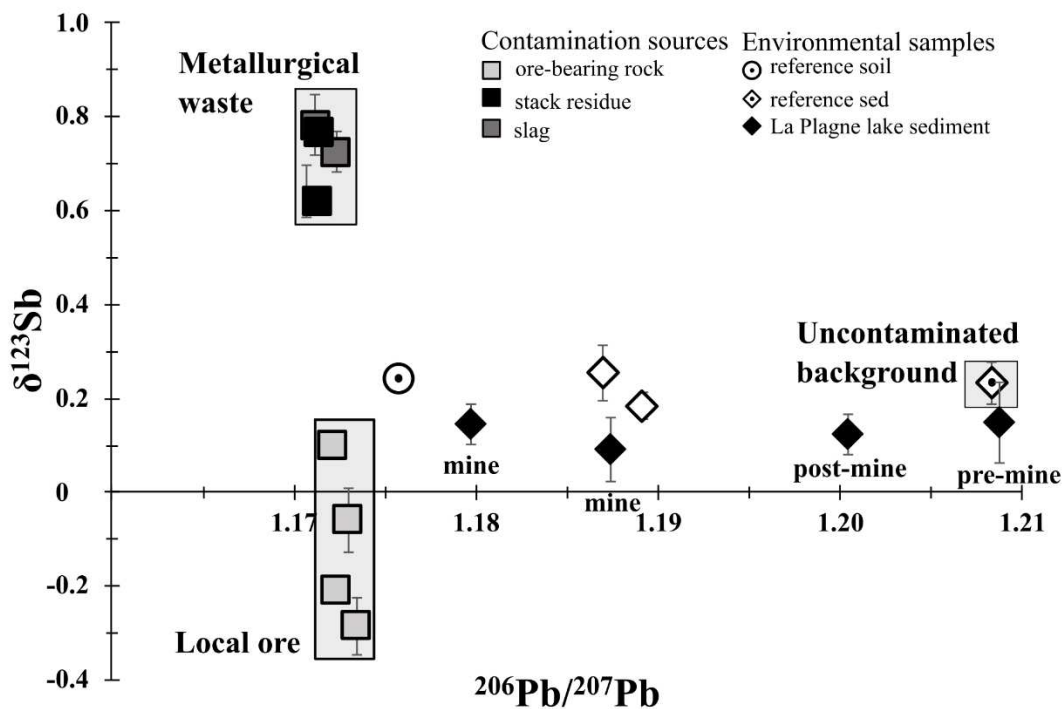 1.0
0.8
0.6
0.4
0.2
0
-0.2
-0.4
δ¹²³Sb
Metallurgical
waste
Contamination sources
ore-bearing rock
stack residue
slag
Environmental samples
reference soil
reference sed
La Plagne lake sediment
Uncontaminated
background
mine
mine
post-mine
pre-mine
1.17
1.18
1.19
1.20
1.21
Local ore
²⁰⁶Pb/²⁰⁷Pb